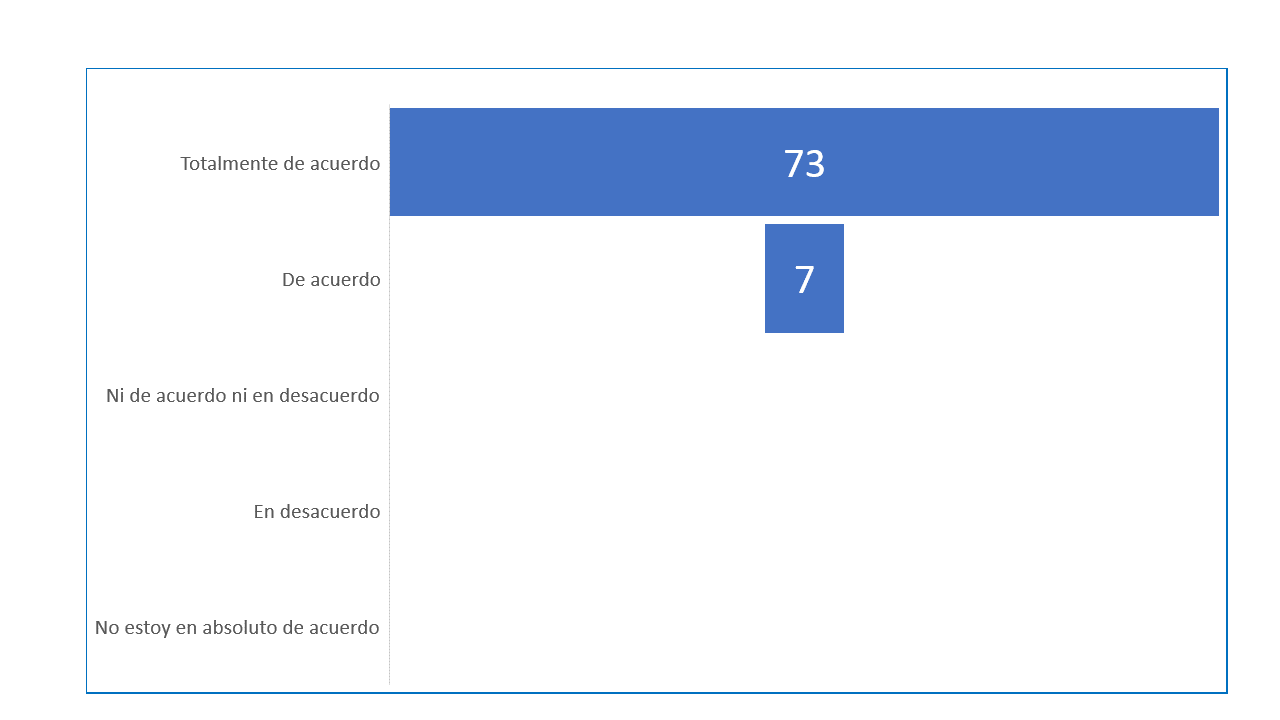 Totalmente de acuerdo
73
De acuerdo
7
Ni de acuerdo ni en desacuerdo
En desacuerdo
No estoy en absoluto de acuerdo